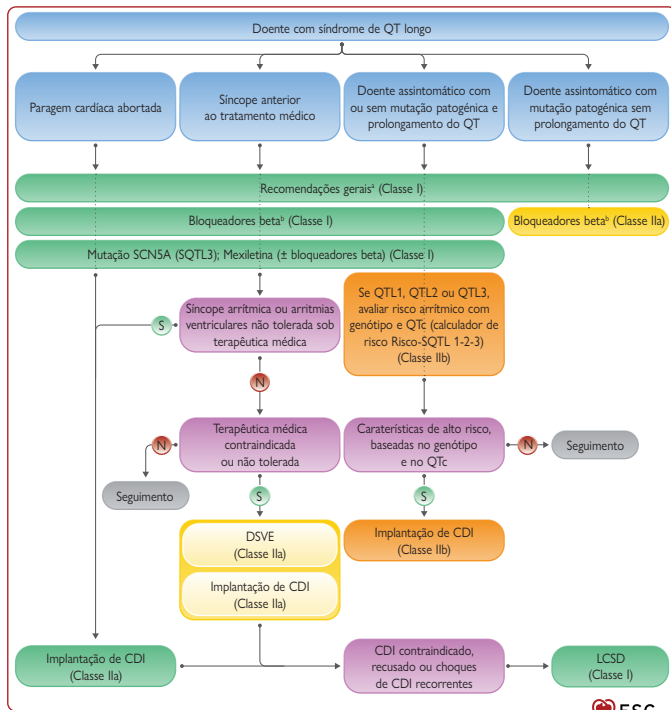 Doente com síndrome de QT longo
Paragem cardíaca abortada
Síncope anterior
ao tratamento médico
Doente assintomático com
ou sem mutação patogénica e
prolongamento do QT
Doente assintomático com
mutação patogénica sem
prolongamento do QT
Recomendações geraisᵃ (Classe I)
Bloqueadores betaᵇ (Classe I)
Bloqueadores betaᵇ (Classe IIa)
Mutação SCN5A (SQTL3); Mexiletina (± bloqueadores beta) (Classe I)
Síncope arrítmica ou arritmias
ventriculares não tolerada sob
terapêutica médica
Se QTL1, QTL2 ou QTL3,
avaliar risco arrítmico com
genótipo e QTc (calculador de
risco Risco-SQTL 1-2-3)
(Classe IIb)
S
N
Terapêutica médica
contraindicada
ou não tolerada
Caraterísticas de alto risco,
baseadas no genótipo
e no QTc
N
N
Seguimento
Seguimento
S
S
DSVE
(Classe IIa)
Implantação de CDI
(Classe IIa)
Implantação de CDI
(Classe IIb)
Implantação de CDI
(Classe IIa)
CDI contraindicado,
recusado ou choques
de CDI recorrentes
LCSD
(Classe I)
ESC